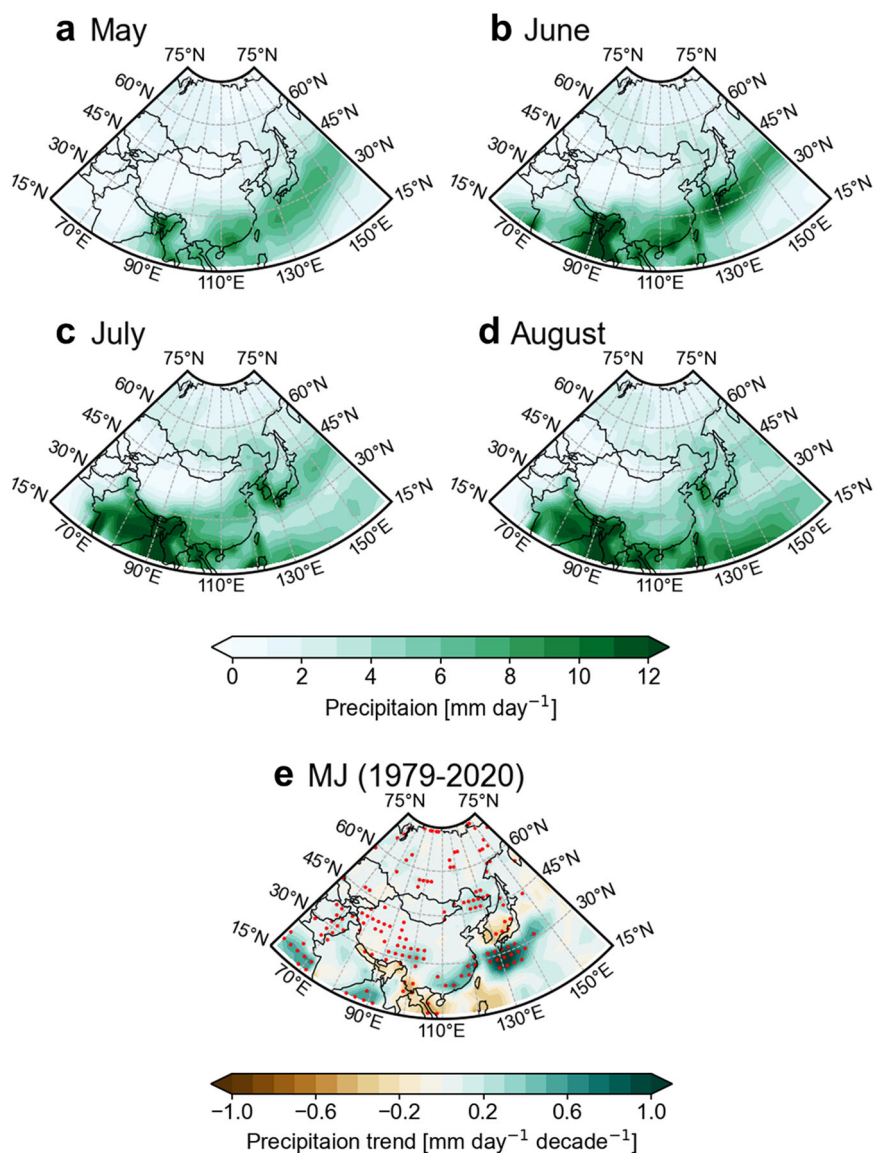 a May
b June
75°N 75°N
60°N 60°N
45°N 45°N
30°N 30°N
15°N 15°N
70°E 150°E
90°E 130°E
110°E
75°N 75°N
60°N 60°N
45°N 45°N
30°N 30°N
15°N 15°N
70°E 150°E
90°E 130°E
110°E
c July
d August
75°N 75°N
60°N 60°N
45°N 45°N
30°N 30°N
15°N 15°N
70°E 150°E
90°E 130°E
110°E
75°N 75°N
60°N 60°N
45°N 45°N
30°N 30°N
15°N 15°N
70°E 150°E
90°E 130°E
110°E
0 2 4 6 8 10 12
Precipitaion [mm day⁻¹]
e MJ (1979-2020)
75°N 75°N
60°N 60°N
45°N 45°N
30°N 30°N
15°N 15°N
70°E 150°E
90°E 130°E
110°E
−1.0 −0.6 −0.2 0.2 0.6 1.0
Precipitaion trend [mm day⁻¹ decade⁻¹]